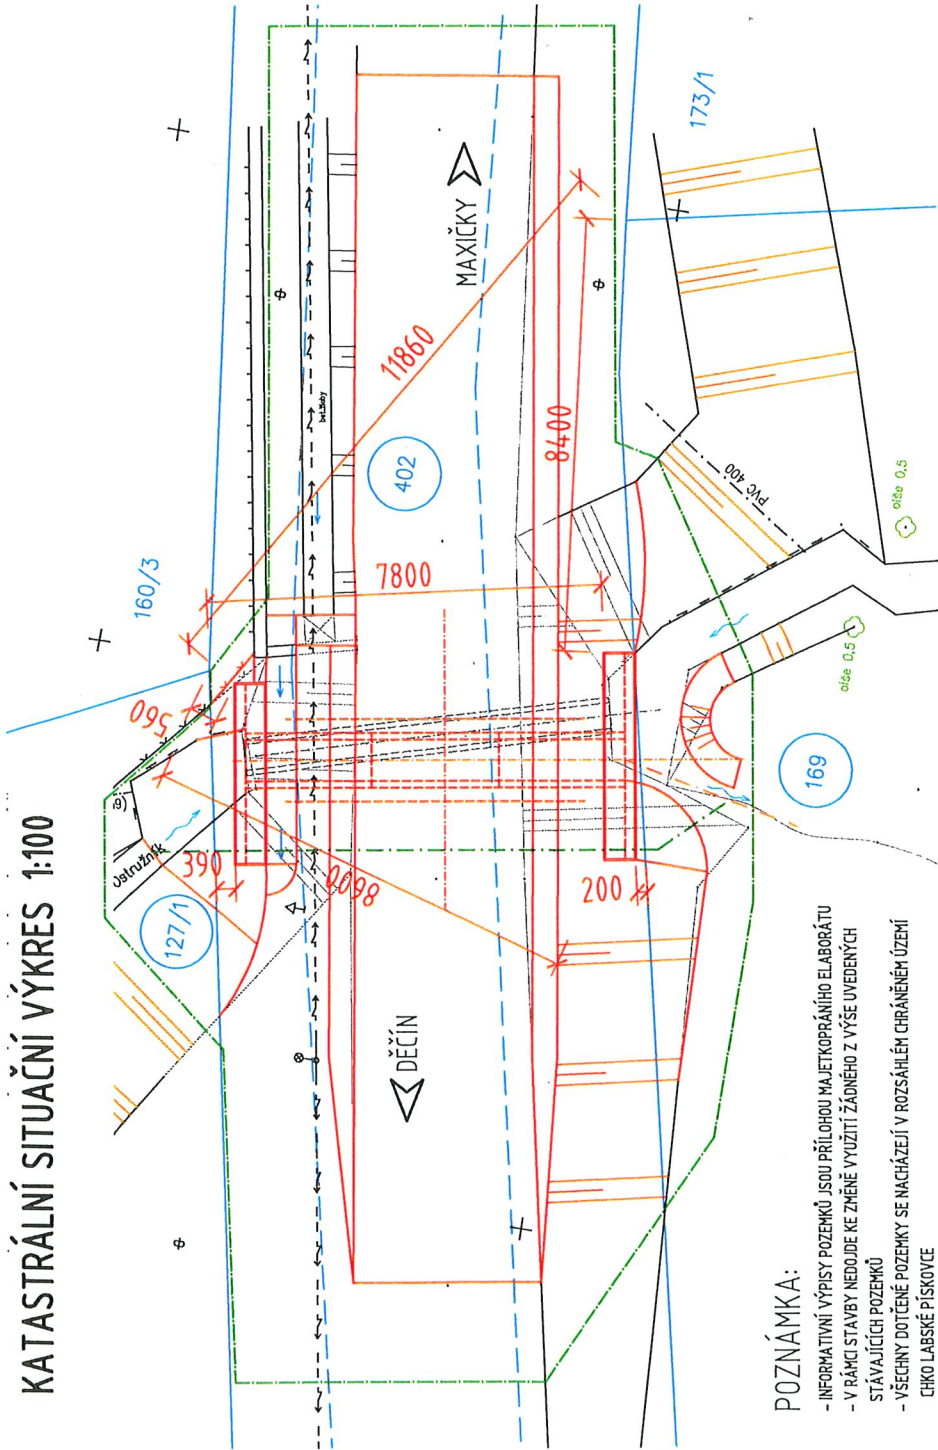 KATASTRÁLNÍ SITUAČNÍ VÝKRES 1:100
160/3
173/1
MAXIČKY
11860
402
8400
7800
PVC 400
olše 0,5
olše 0,5
560
Jstružník
390
8600
200
127/1
169
DĚČÍN
POZNÁMKA:
- INFORMATIVNÍ VÝPISY POZEMKŮ JSOU PŘÍLOHOU MAJETKOPRÁNÍHO ELABORÁTU
- V RÁMCI STAVBY NEDOJDE KE ZMĚNĚ VYUŽITÍ ŽÁDNÉHO Z VÝŠE UVEDENÝCH
STÁVAJÍCÍCH POZEMKŮ
- VŠECHNY DOTČENÉ POZEMKY SE NACHÁZEJÍ V ROZSÁHLÉM CHRÁNĚNÉM ÚZEMÍ
CHKO LABSKÉ PÍSKOVCE